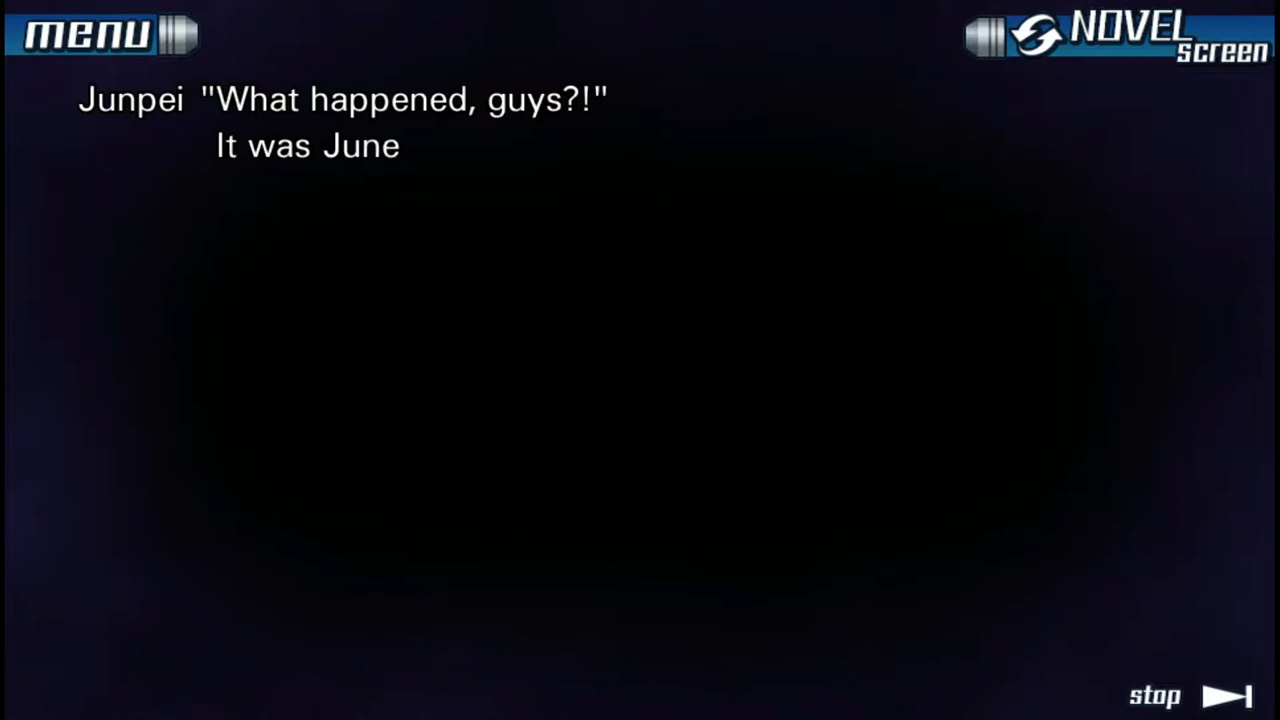 menu
NOVEL
screen
Junpei "What happened, guys?!"
It was June
stop